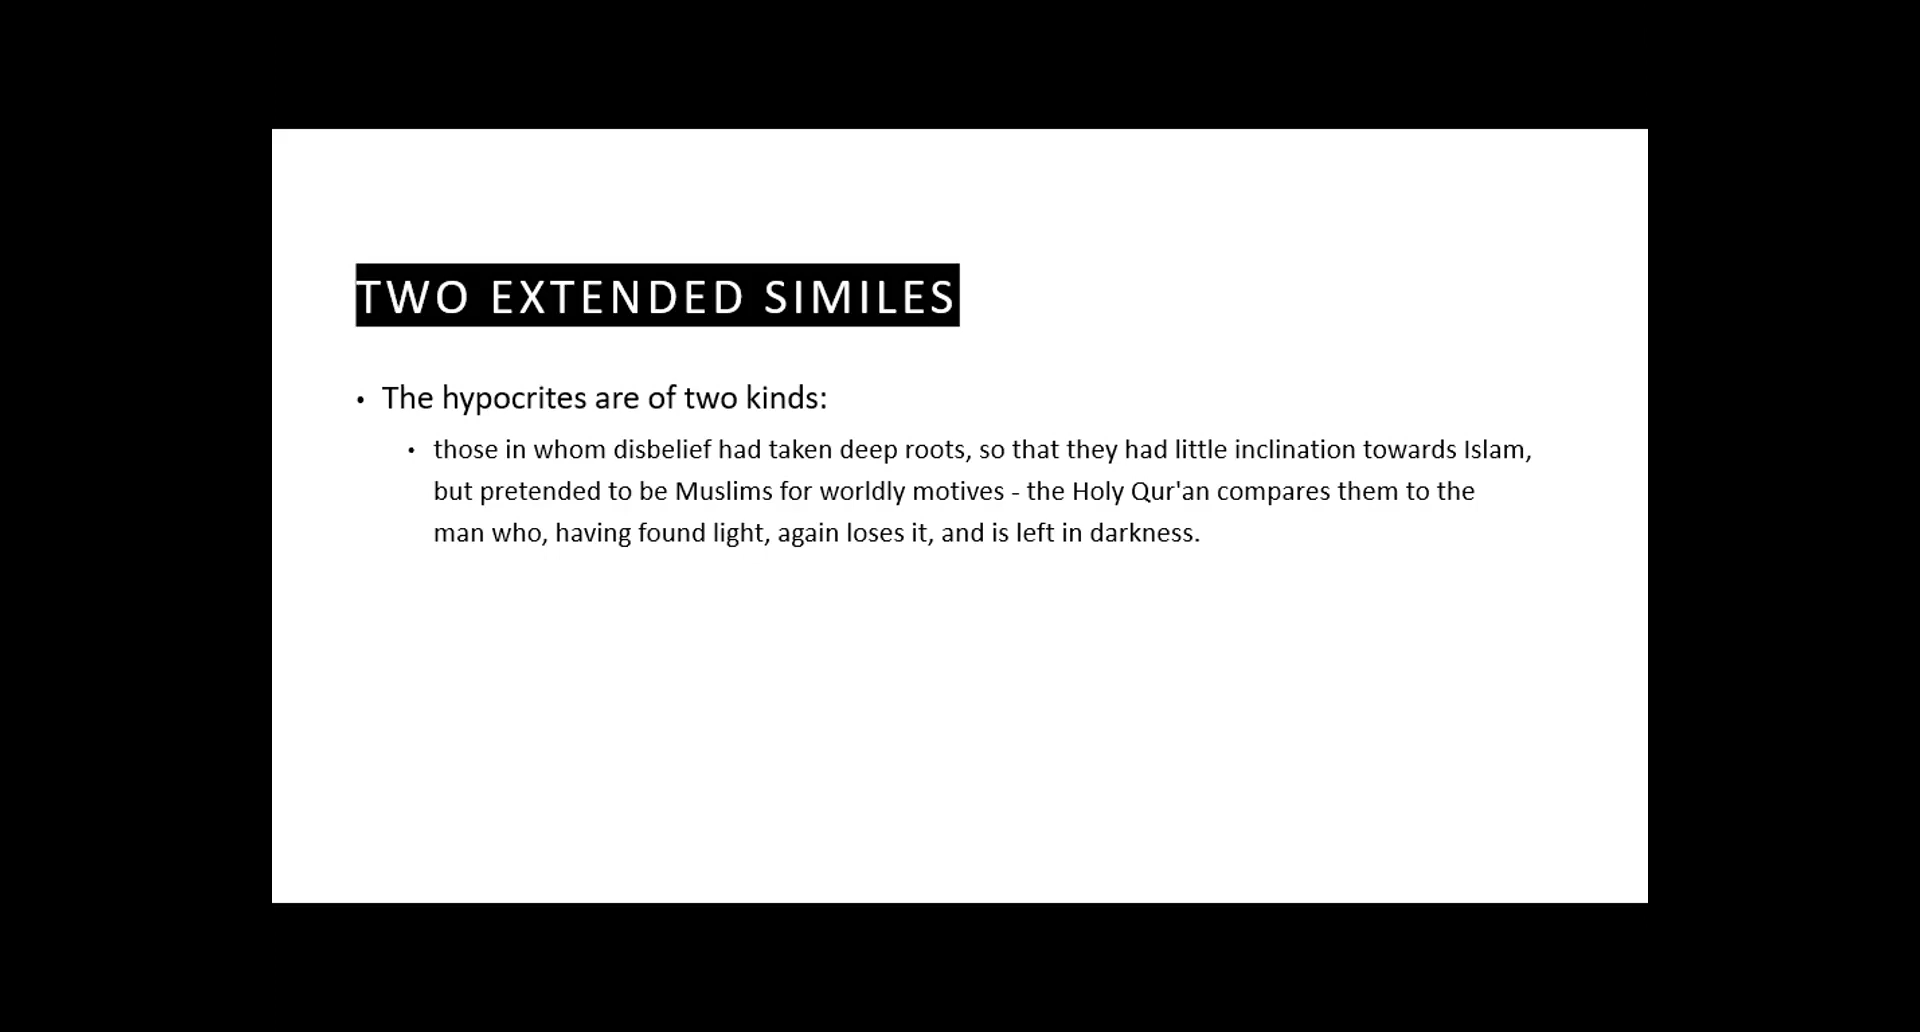 TWO EXTENDED SIMILES
• The hypocrites are of two kinds:
• those in whom disbelief had taken deep roots, so that they had little inclination towards Islam,
but pretended to be Muslims for worldly motives - the Holy Qur'an compares them to the
man who, having found light, again loses it, and is left in darkness.